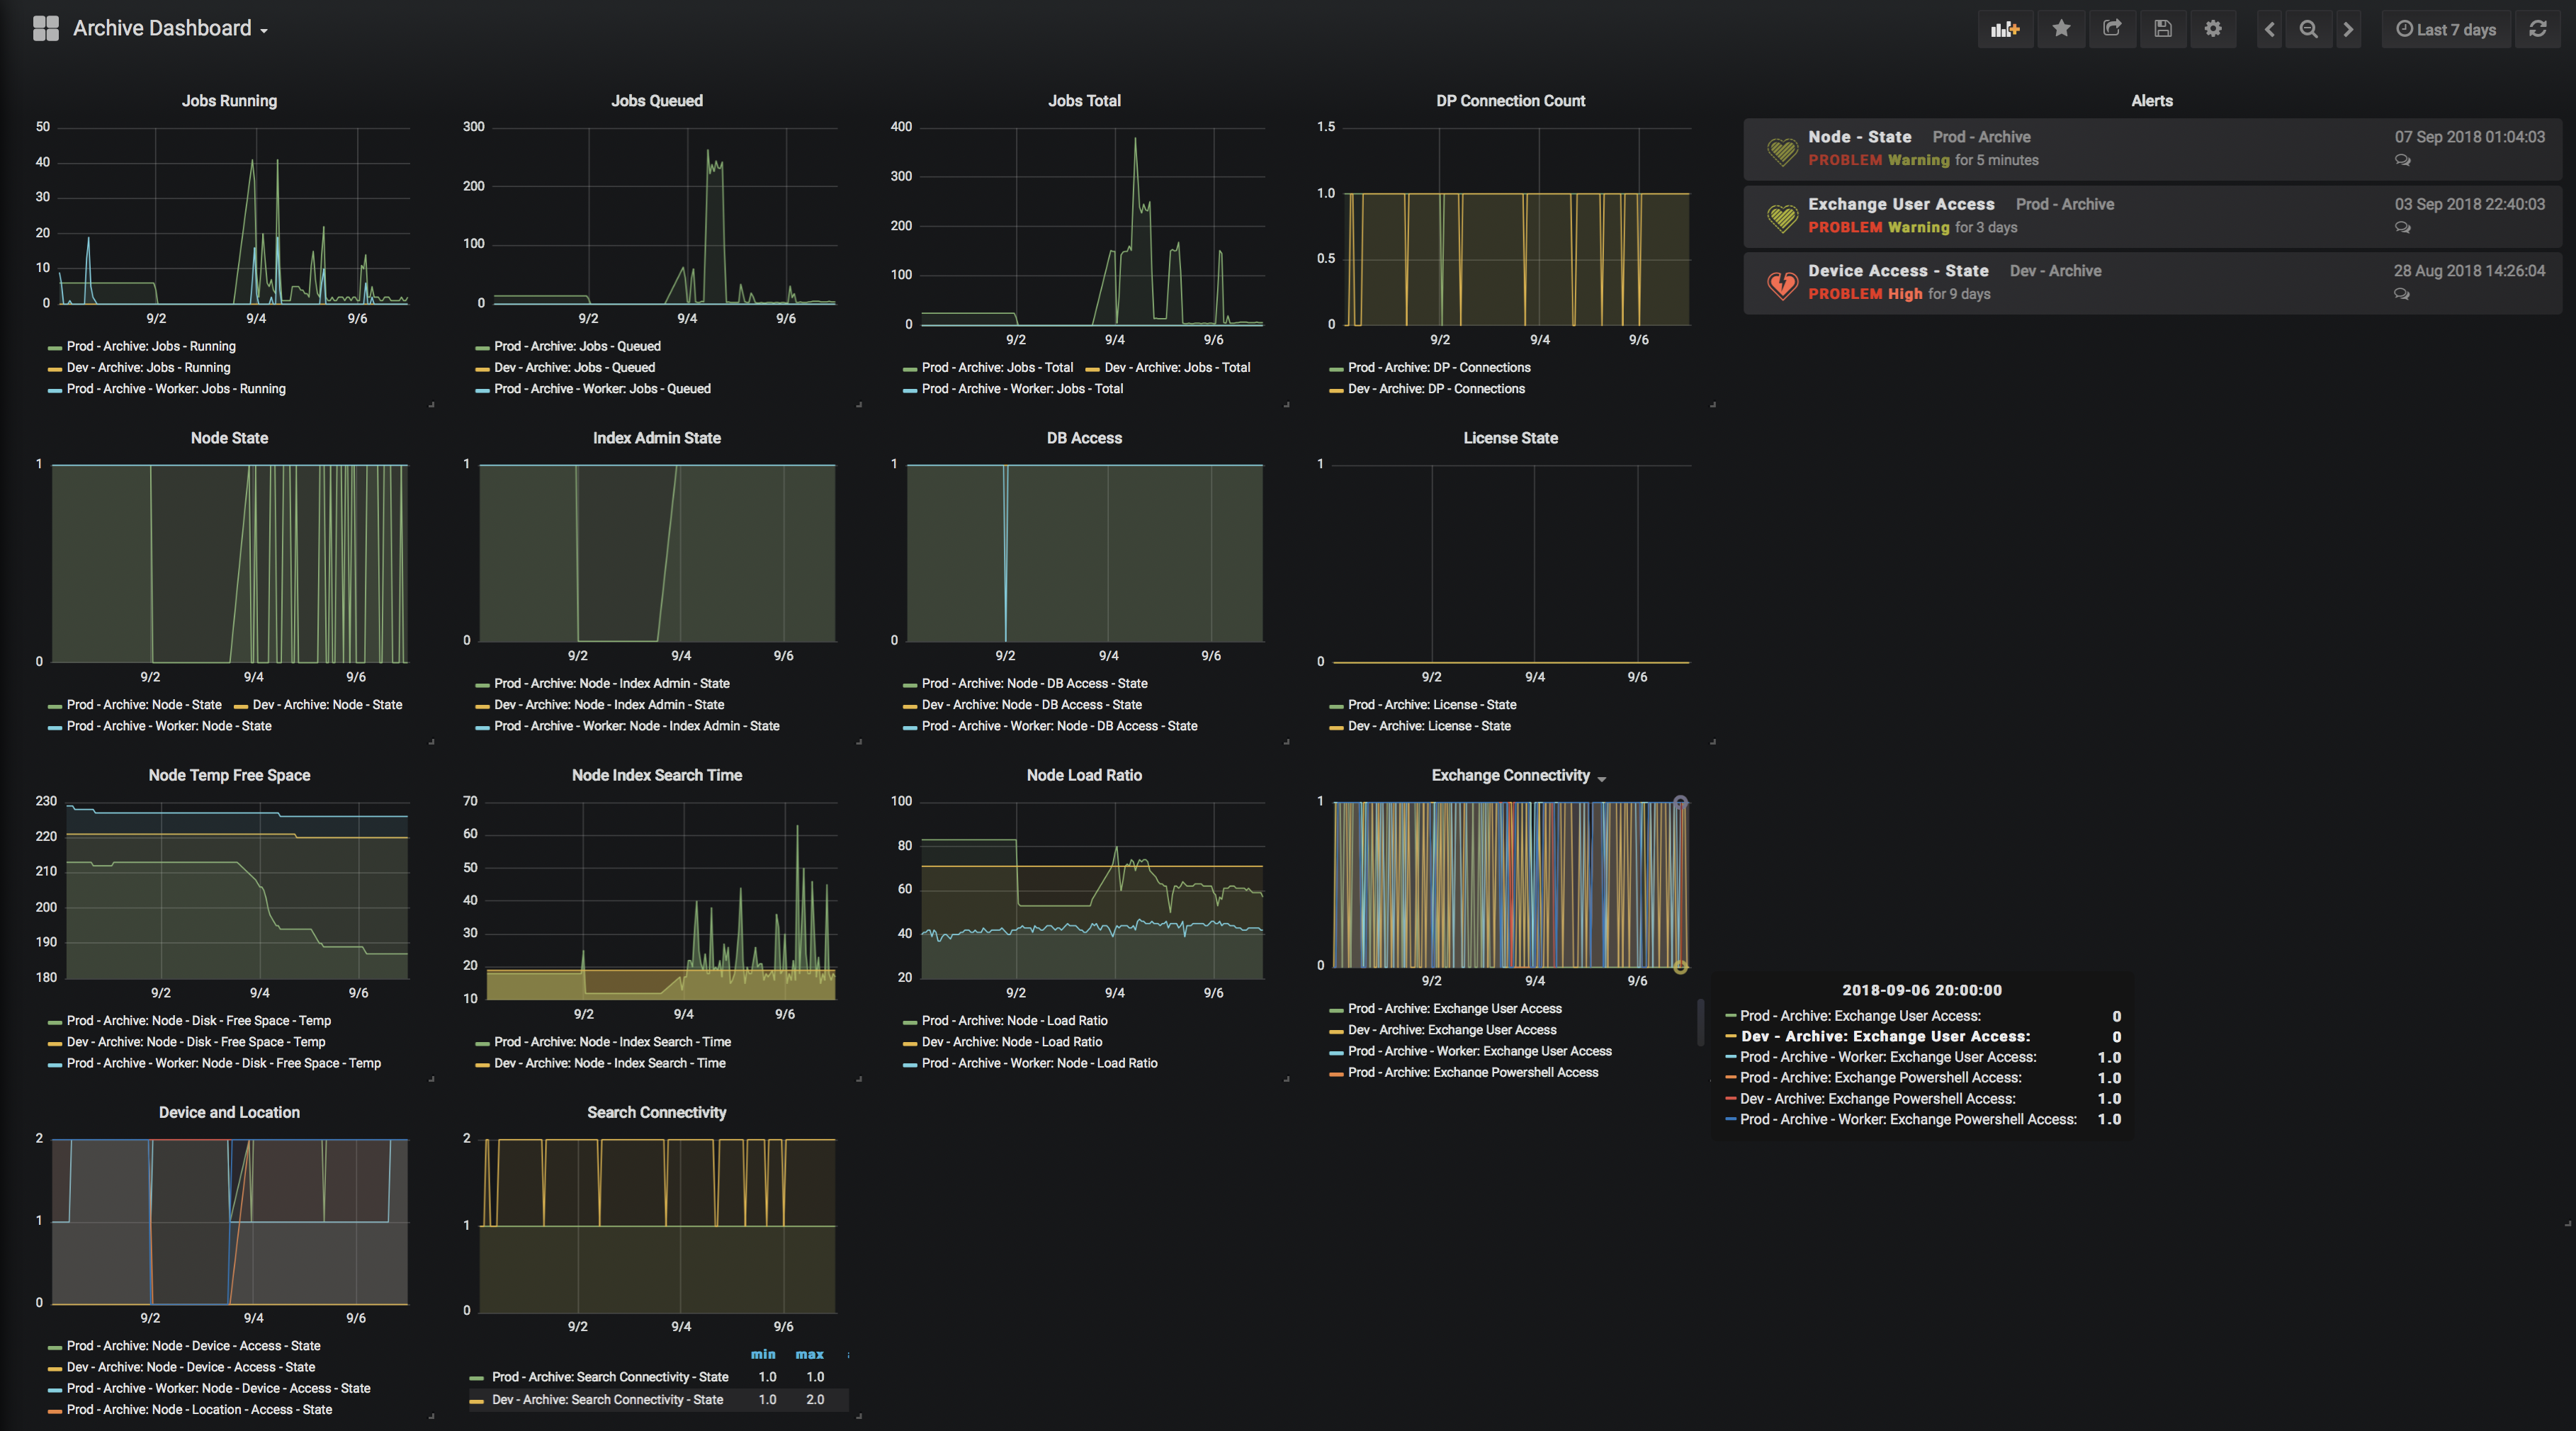 Archive Dashboard
Last 7 days
Jobs Running
50
40
30
20
10
0
9/2 9/4 9/6
Prod - Archive: Jobs - Running
Dev - Archive: Jobs - Running
Prod - Archive - Worker: Jobs - Running
Jobs Queued
300
200
100
0
9/2 9/4 9/6
Prod - Archive: Jobs - Queued
Dev - Archive: Jobs - Queued
Prod - Archive - Worker: Jobs - Queued
Jobs Total
400
300
200
100
0
9/2 9/4 9/6
Prod - Archive: Jobs - Total Dev - Archive: Jobs - Total
Prod - Archive - Worker: Jobs - Total
DP Connection Count
1.5
1.0
0.5
0
9/2 9/4 9/6
Prod - Archive: DP - Connections
Dev - Archive: DP - Connections
Alerts
Node - State Prod - Archive 07 Sep 2018 01:04:03
PROBLEM Warning for 5 minutes
Exchange User Access Prod - Archive 03 Sep 2018 22:40:03
PROBLEM Warning for 3 days
Device Access - State Dev - Archive 28 Aug 2018 14:26:04
PROBLEM High for 9 days
Node State
1
0
9/2 9/4 9/6
Prod - Archive: Node - State Dev - Archive: Node - State
Prod - Archive - Worker: Node - State
Index Admin State
1
0
9/2 9/4 9/6
Prod - Archive: Node - Index Admin - State
Dev - Archive: Node - Index Admin - State
Prod - Archive - Worker: Node - Index Admin - State
DB Access
1
0
9/2 9/4 9/6
Prod - Archive: Node - DB Access - State
Dev - Archive: Node - DB Access - State
Prod - Archive - Worker: Node - DB Access - State
License State
1
0
9/2 9/4 9/6
Prod - Archive: License - State
Dev - Archive: License - State
Node Temp Free Space
230
220
210
200
190
180
9/2 9/4 9/6
Prod - Archive: Node - Disk - Free Space - Temp
Dev - Archive: Node - Disk - Free Space - Temp
Prod - Archive - Worker: Node - Disk - Free Space - Temp
Node Index Search Time
70
60
50
40
30
20
10
9/2 9/4 9/6
Prod - Archive: Node - Index Search - Time
Dev - Archive: Node - Index Search - Time
Node Load Ratio
100
80
60
40
20
9/2 9/4 9/6
Prod - Archive: Node - Load Ratio
Dev - Archive: Node - Load Ratio
Prod - Archive - Worker: Node - Load Ratio
Exchange Connectivity
1
0
9/2 9/4 9/6
Prod - Archive: Exchange User Access
Dev - Archive: Exchange User Access
Prod - Archive - Worker: Exchange User Access
Prod - Archive: Exchange Powershell Access
2018-09-06 20:00:00
Prod - Archive: Exchange User Access: 0
Dev - Archive: Exchange User Access: 0
Prod - Archive - Worker: Exchange User Access: 1.0
Prod - Archive: Exchange Powershell Access: 1.0
Dev - Archive: Exchange Powershell Access: 1.0
Prod - Archive - Worker: Exchange Powershell Access: 1.0
Device and Location
2
1
0
9/2 9/4 9/6
Prod - Archive: Node - Device - Access - State
Dev - Archive: Node - Device - Access - State
Prod - Archive - Worker: Node - Device - Access - State
Prod - Archive: Node - Location - Access - State
Search Connectivity
2
1
0
9/2 9/4 9/6
min max
Prod - Archive: Search Connectivity - State 1.0 1.0
Dev - Archive: Search Connectivity - State 1.0 2.0